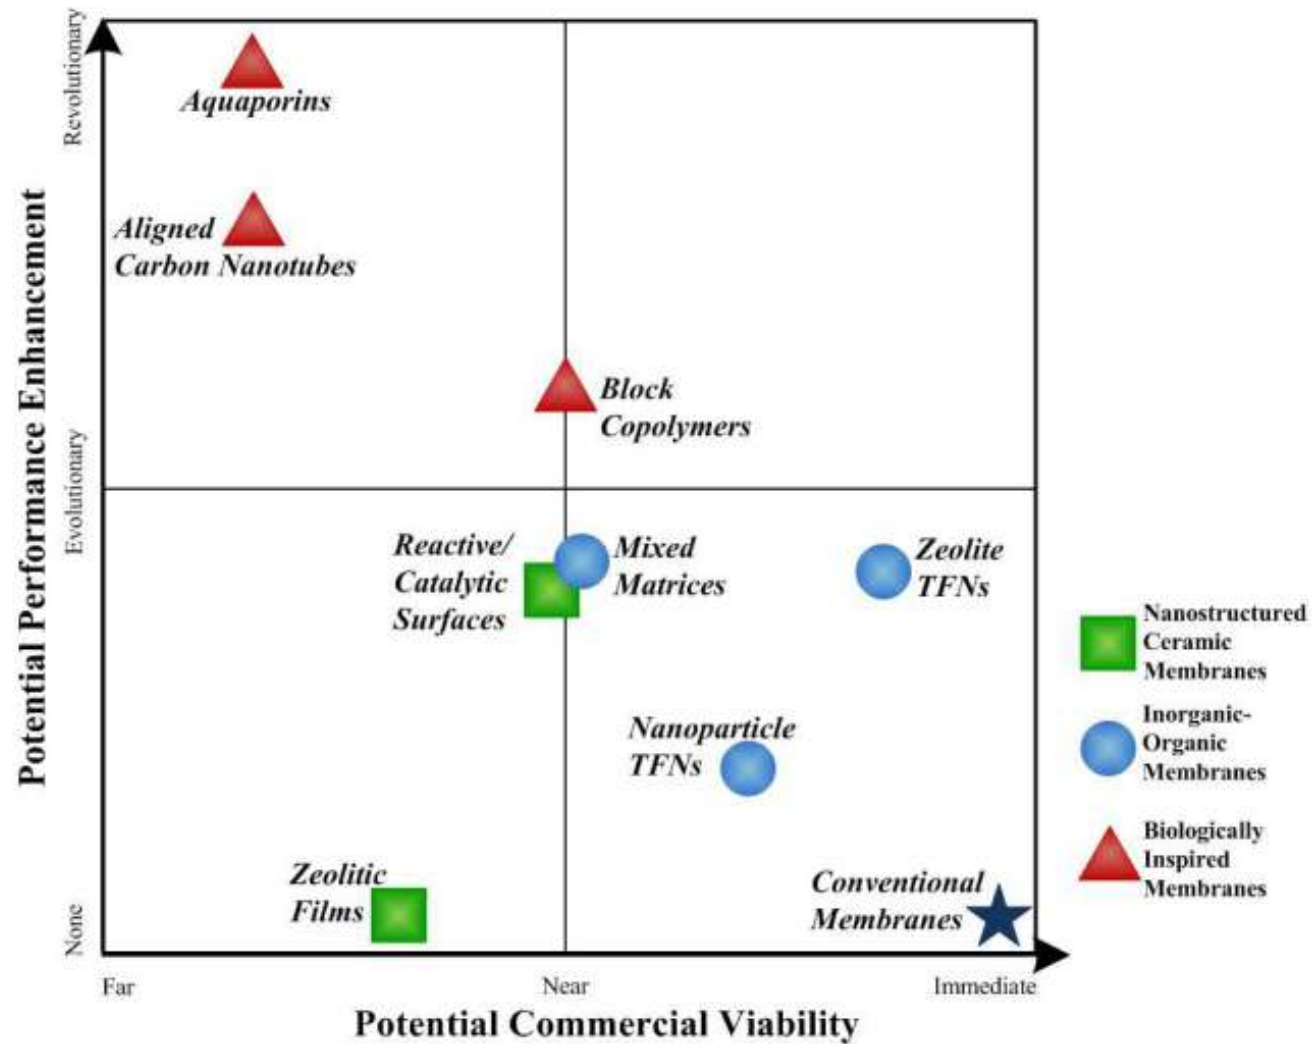 Revolutionary
Evolutionary
None
Potential Performance Enhancement
Aquaporins
Aligned
Carbon Nanotubes
Block
Copolymers
Reactive/
Catalytic
Surfaces
Mixed
Matrices
Zeolite
TFNs
Nanoparticle
TFNs
Zeolitic
Films
Conventional
Membranes
Nanostructured
Ceramic
Membranes
Inorganic-
Organic
Membranes
Biologically
Inspired
Membranes
Far
Near
Immediate
Potential Commercial Viability